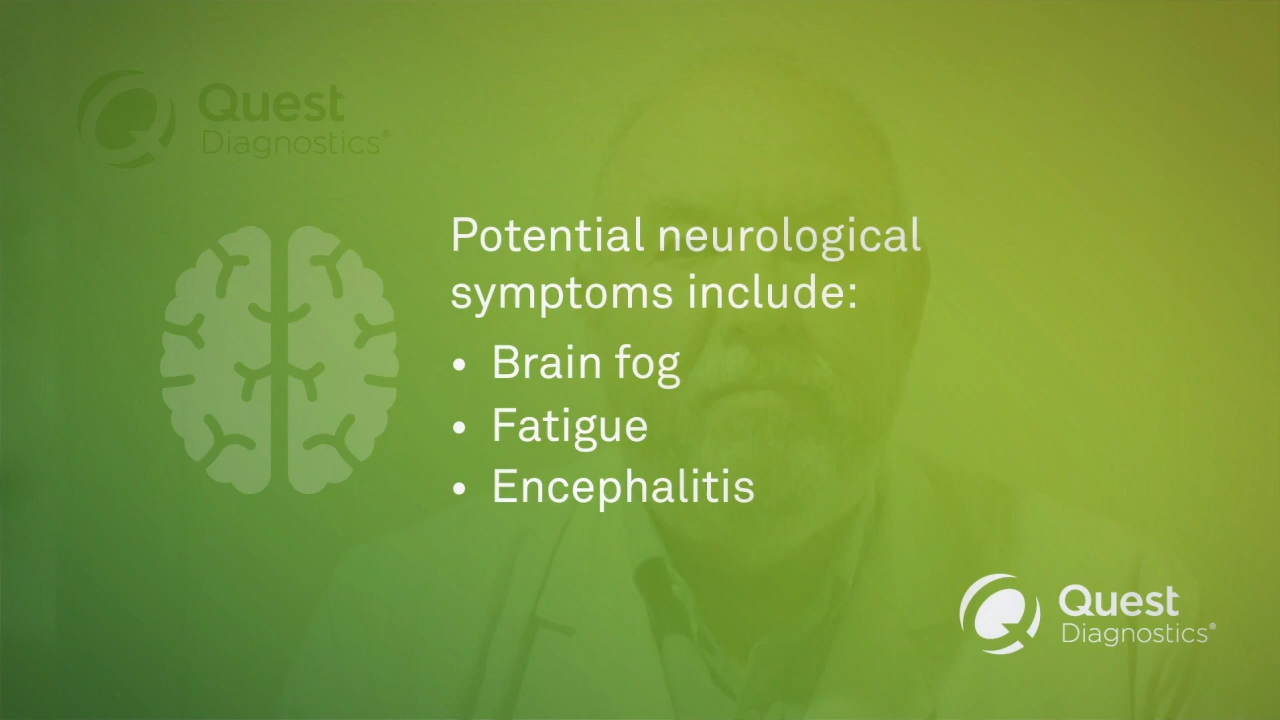 Quest
Diagnostics®
Potential neurological
symptoms include:
• Brain fog
• Fatigue
• Encephalitis
Quest
Diagnostics®